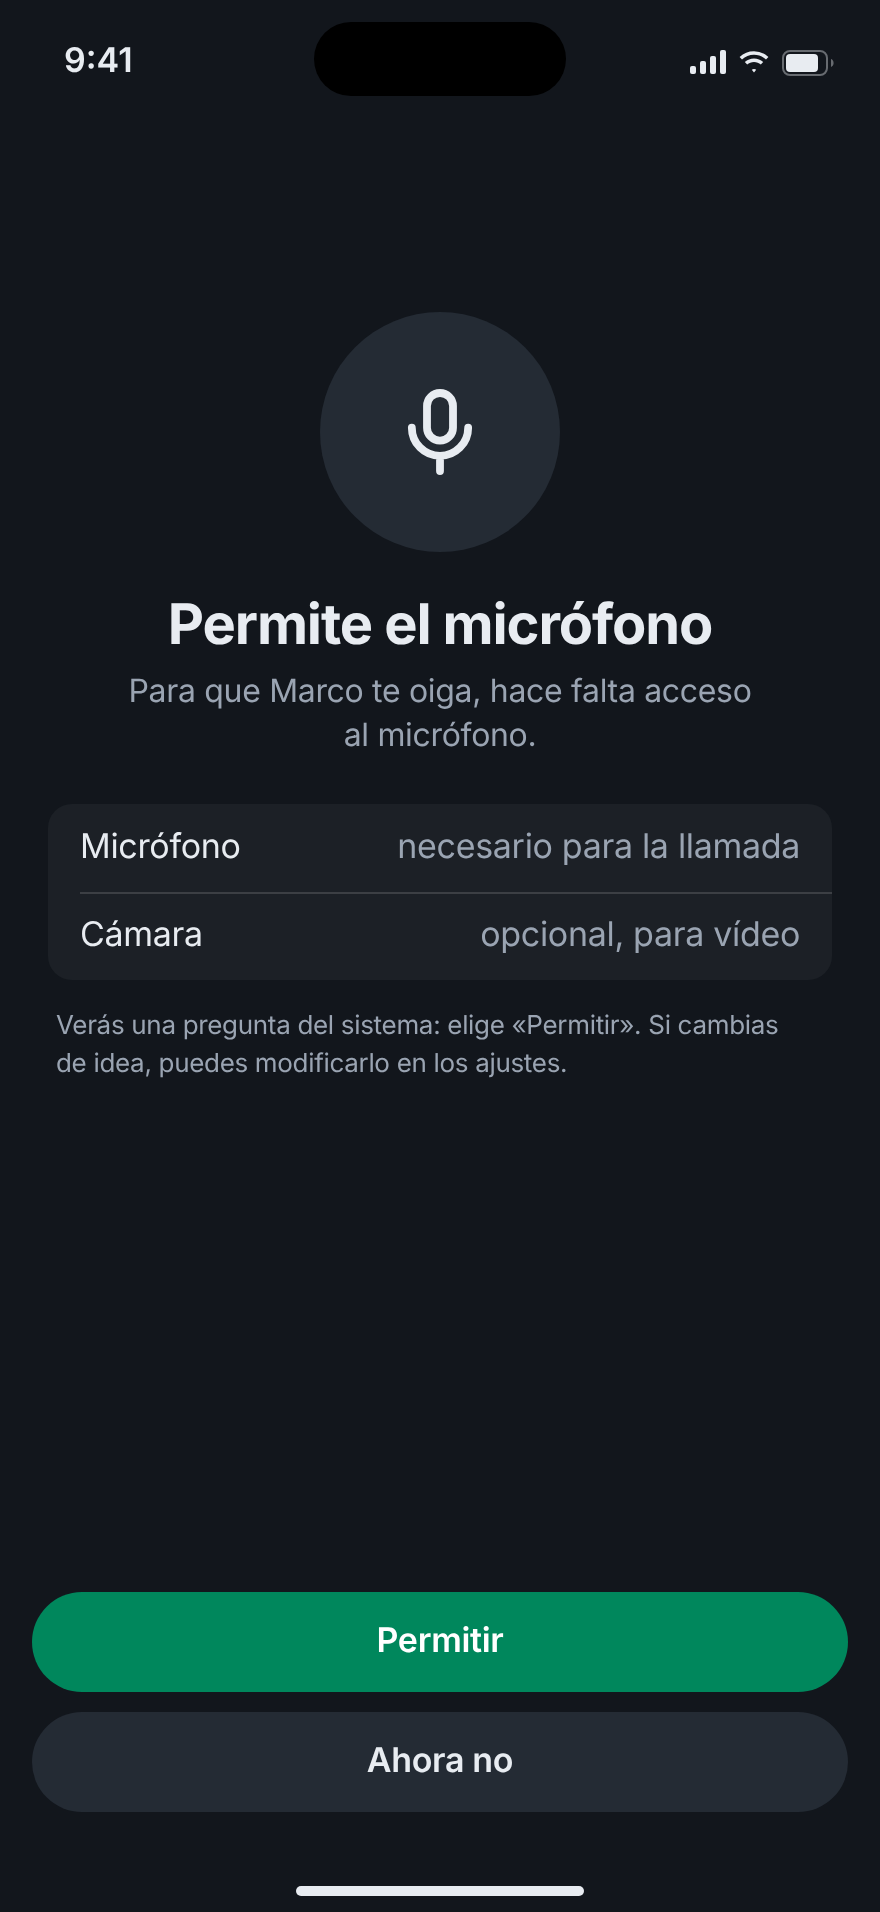 9:41
Permite el micrófono
Para que Marco te oiga, hace falta acceso
al micrófono.
Micrófono necesario para la llamada
Cámara opcional, para vídeo
Verás una pregunta del sistema: elige «Permitir». Si cambias
de idea, puedes modificarlo en los ajustes.
Permitir
Ahora no